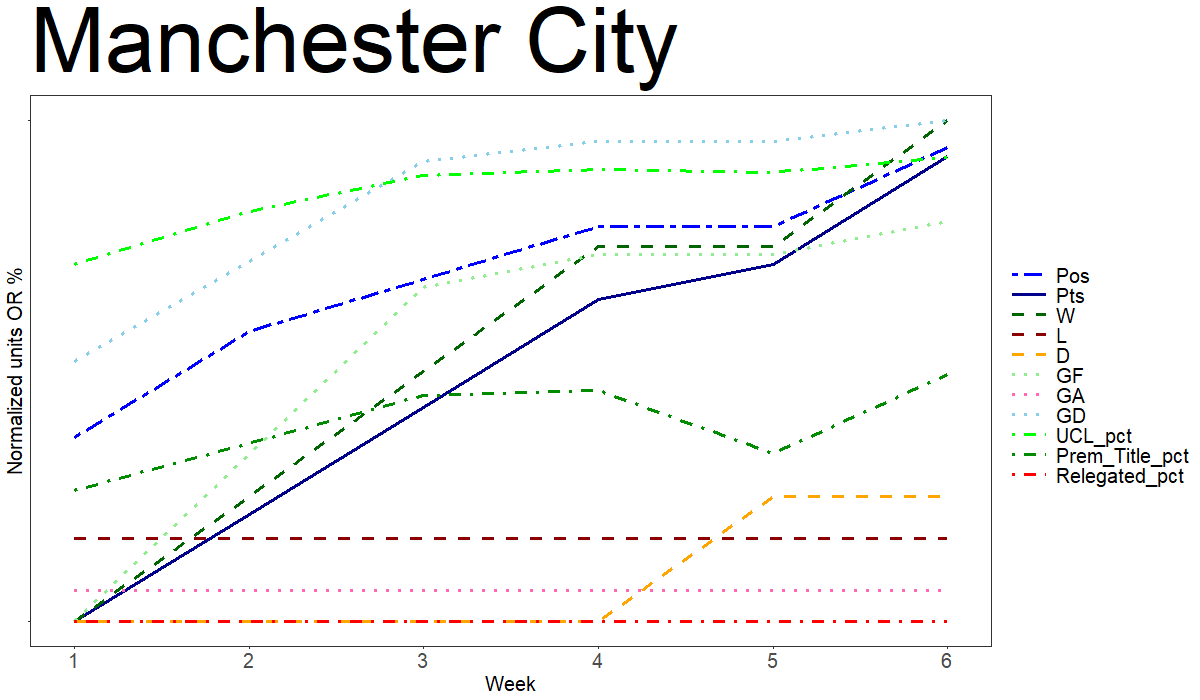 Manchester City
Normalized units OR %
Pos
Pts
W
L
D
GF
GA
GD
UCL_pct
Prem_Title_pct
Relegated_pct
1 2 3 4 5 6
Week